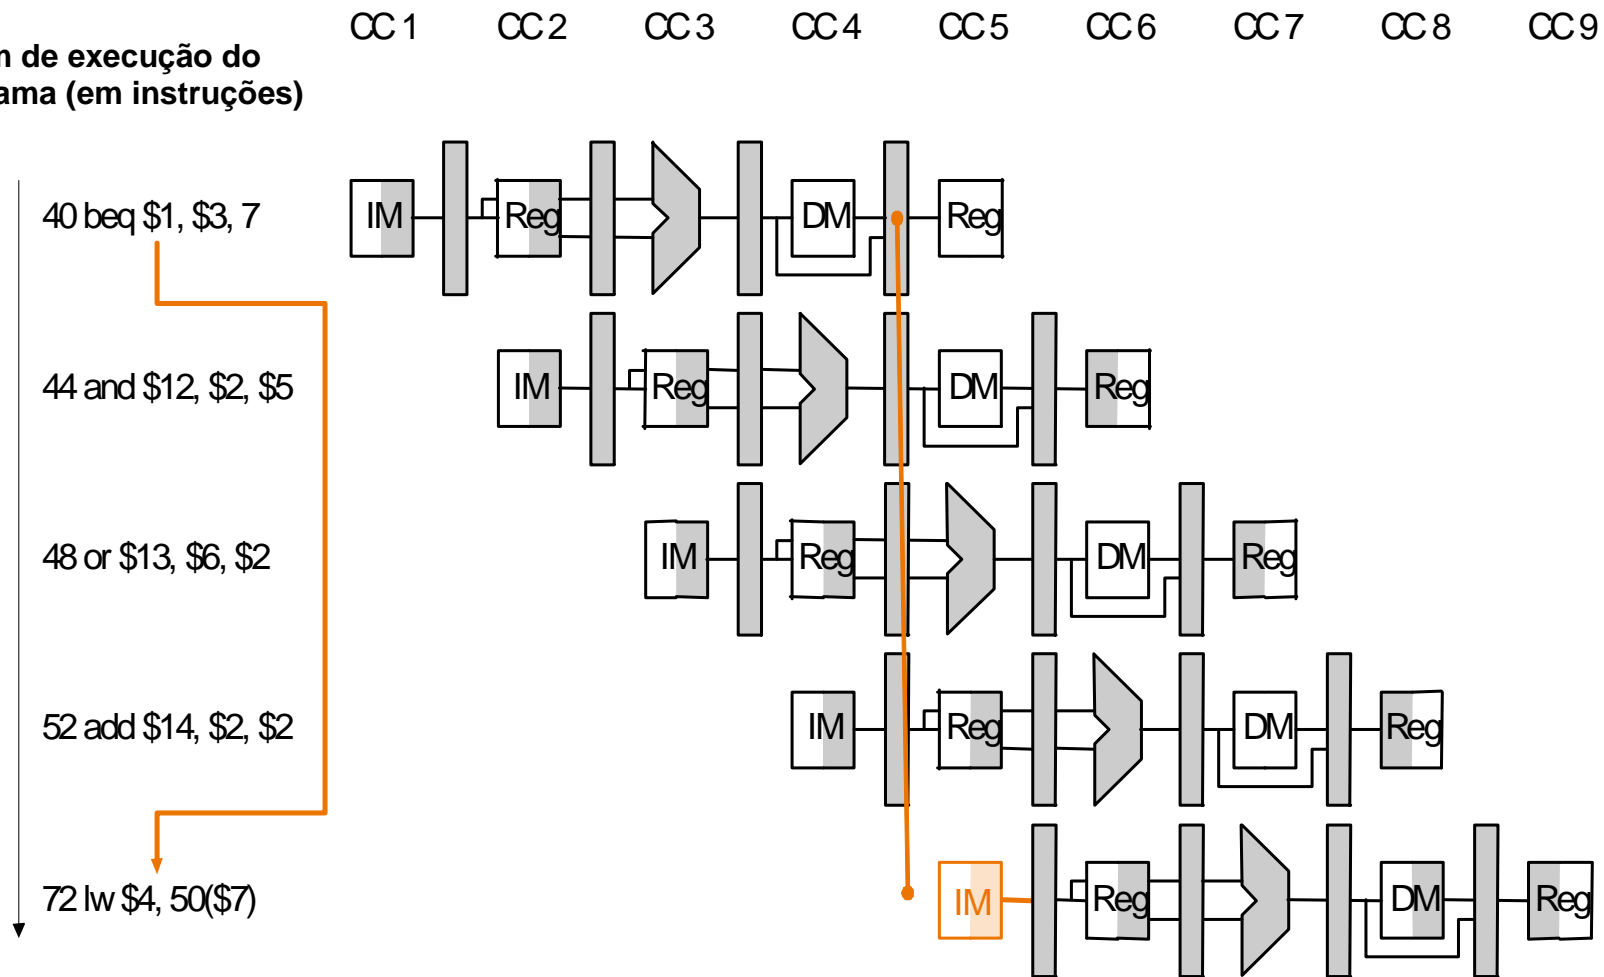 CC 1 CC 2 CC 3 CC 4 CC 5 CC 6 CC 7 CC 8 CC 9
de execução do
(em instruções)
40 beq $1, $3, 7 IM Reg DM Reg
44 and $12, $2, $5 IM Reg DM Reg
48 or $13, $6, $2 IM Reg DM Reg
52 add $14, $2, $2 IM Reg DM Reg
72 lw $4, 50($7) IM Reg DM Reg